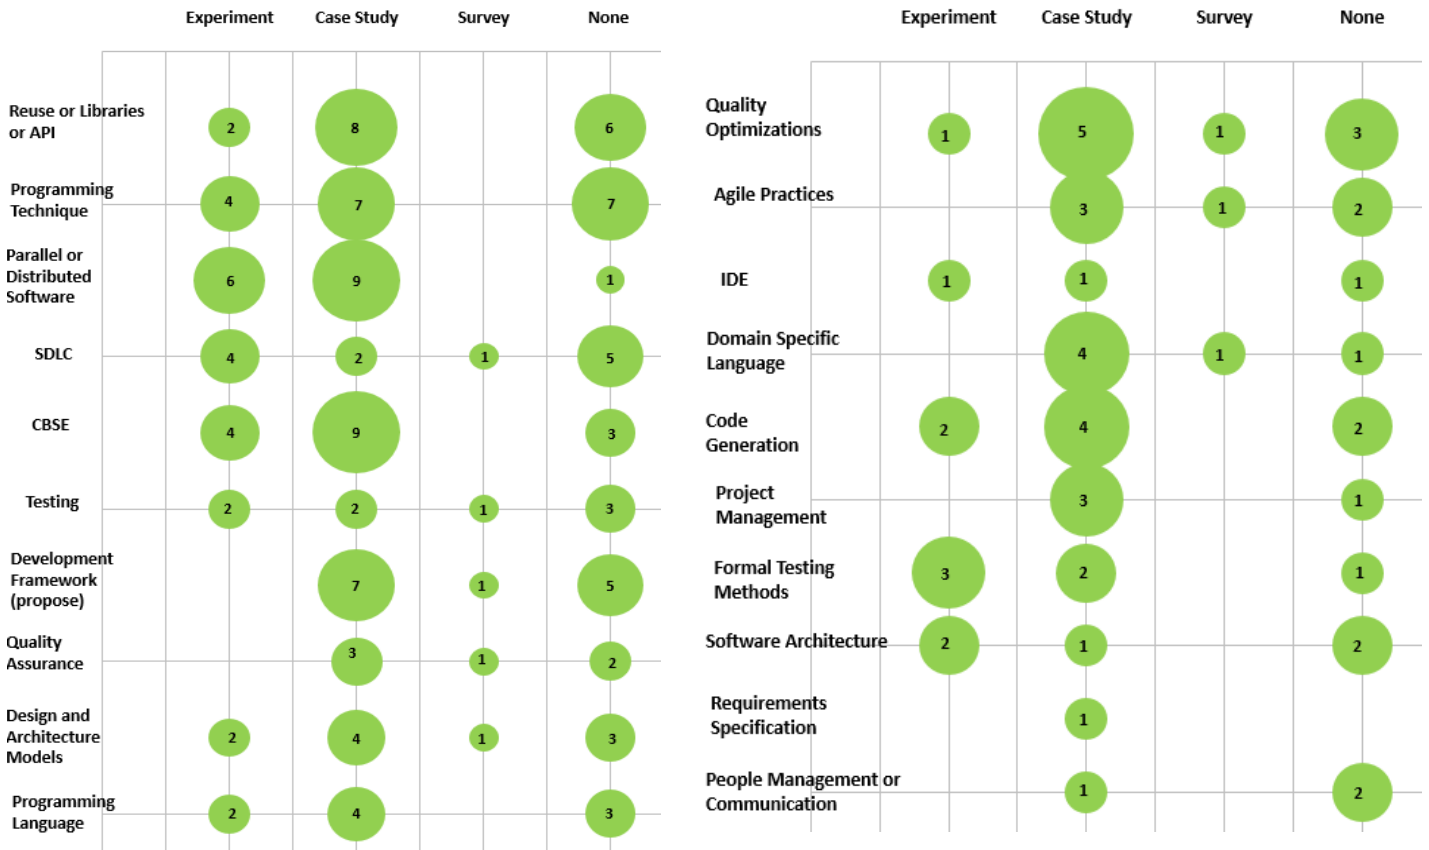 Experiment Case Study Survey None
Reuse or Libraries
or API
2 8 6
Programming
Technique
4 7 7
Parallel or
Distributed
Software
6 9 1
SDLC
4 2 1 5
CBSE
4 9 3
Testing
2 2 1 3
Development
Framework
(propose)
7 1 5
Quality
Assurance
3 1 2
Design and
Architecture
Models
2 4 1 3
Programming
Language
2 4 3
Experiment Case Study Survey None
Quality
Optimizations
1 5 1 3
Agile Practices
3 1 2
IDE
1 1 1
Domain Specific
Language
4 1 1
Code
Generation
2 4 2
Project
Management
3 1
Formal Testing
Methods
3 2 1
Software Architecture
2 1 2
Requirements
Specification
1
People Management or
Communication
1 2